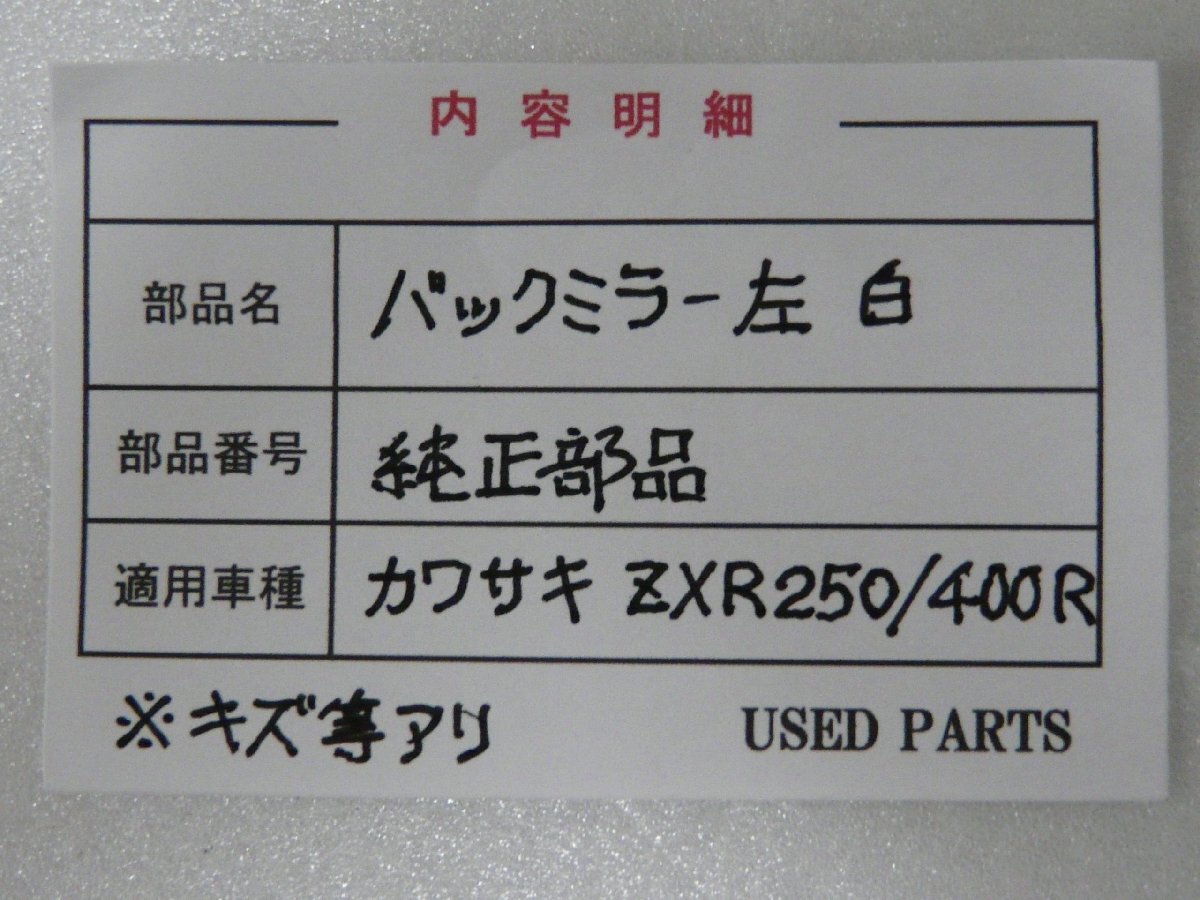 内容明細
部品名 バックミラー左 白
部品番号 純正部品
適用車種 カワサキ ZXR250/400R
※キズ等アリ USED PARTS